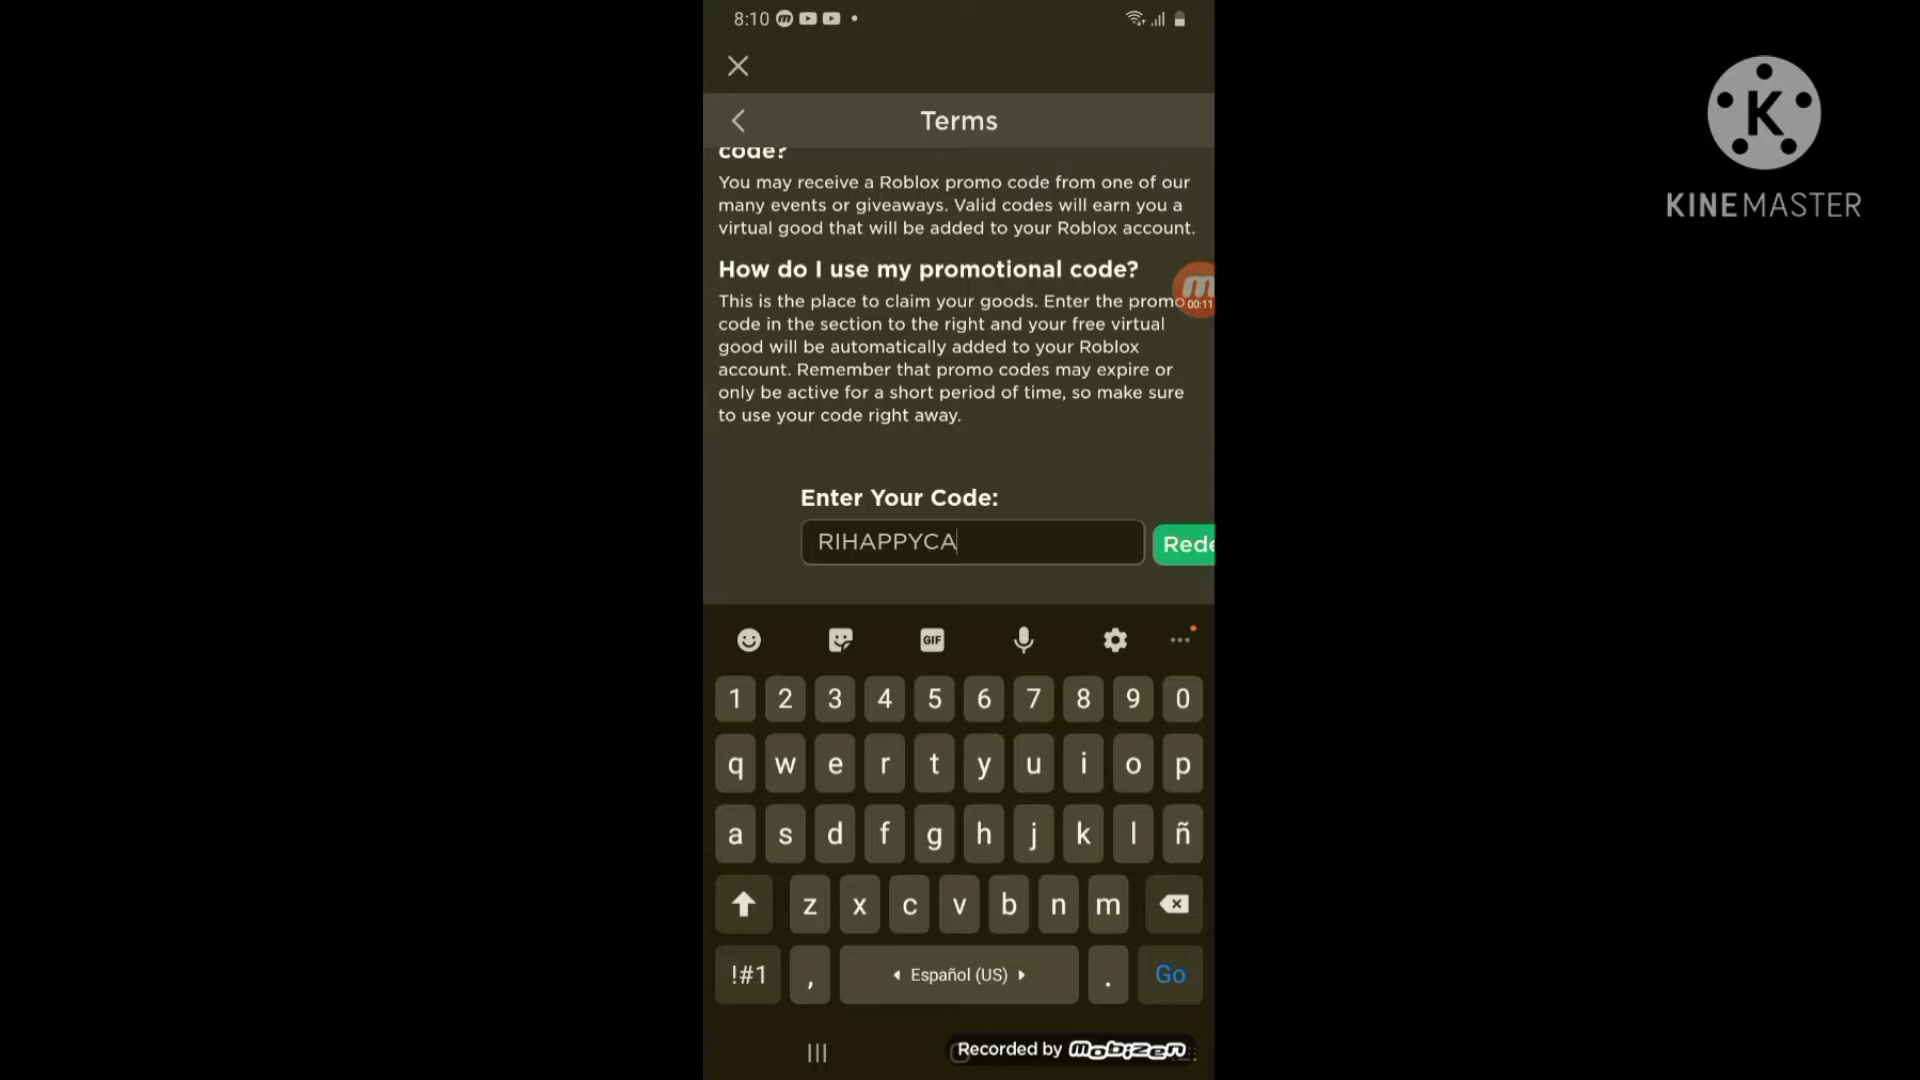 8:10
Terms
code?
You may receive a Roblox promo code from one of our
many events or giveaways. Valid codes will earn you a
virtual good that will be added to your Roblox account.
How do I use my promotional code?
This is the place to claim your goods. Enter the promo
code in the section to the right and your free virtual
good will be automatically added to your Roblox
account. Remember that promo codes may expire or
only be active for a short period of time, so make sure
to use your code right away.
00:11
Enter Your Code:
RIHAPPYCA
Rede
GIF
1 2 3 4 5 6 7 8 9 0
q w e r t y u i o p
a s d f g h j k l ñ
z x c v b n m
!#1 , Español (US) . Go
Recorded by mobizen
K
KINEMASTER